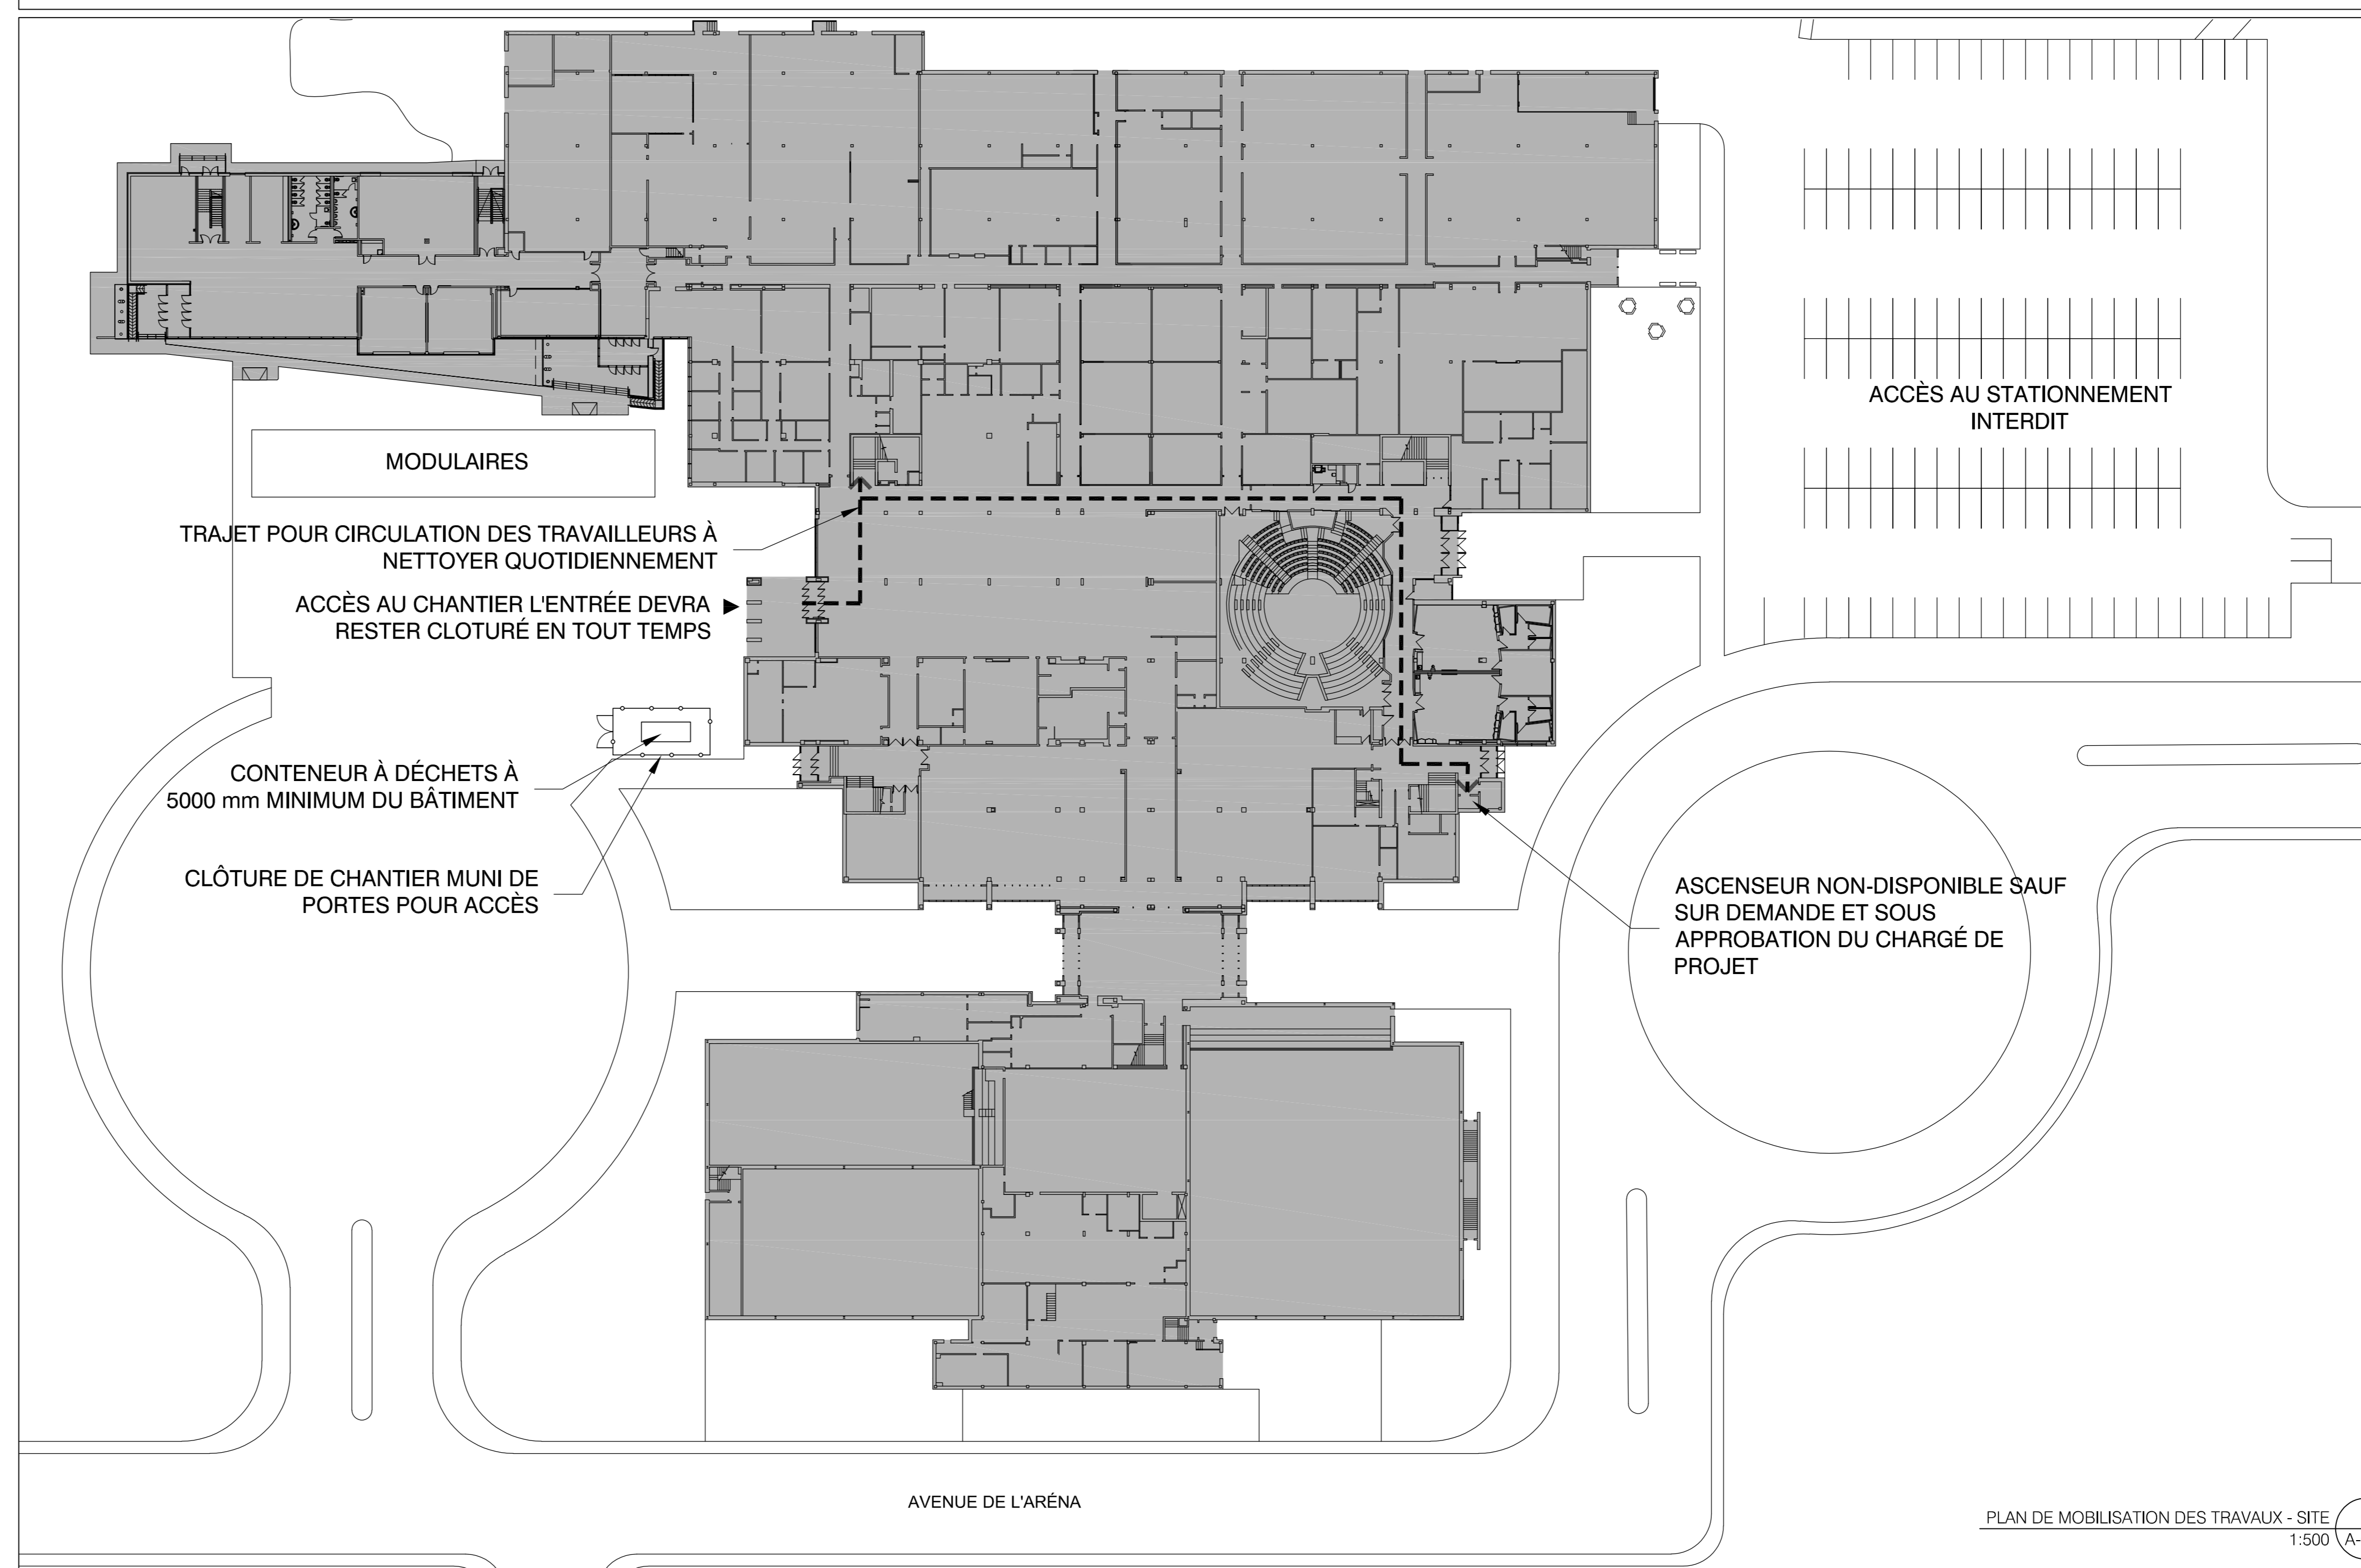 ACCÈS AU STATIONNEMENT
INTERDIT
MODULAIRES
TRAJET POUR CIRCULATION DES TRAVAILLEURS À
NETTOYER QUOTIDIENNEMENT
ACCÈS AU CHANTIER L'ENTRÉE DEVRA
RESTER CLOTURÉ EN TOUT TEMPS
CONTENEUR À DÉCHETS À
5000 mm MINIMUM DU BÂTIMENT
CLÔTURE DE CHANTIER MUNI DE
PORTES POUR ACCÈS
ASCENSEUR NON-DISPONIBLE SAUF
SUR DEMANDE ET SOUS
APPROBATION DU CHARGÉ DE
PROJET
AVENUE DE L'ARÉNA
PLAN DE MOBILISATION DES TRAVAUX - SITE
1:500
A-